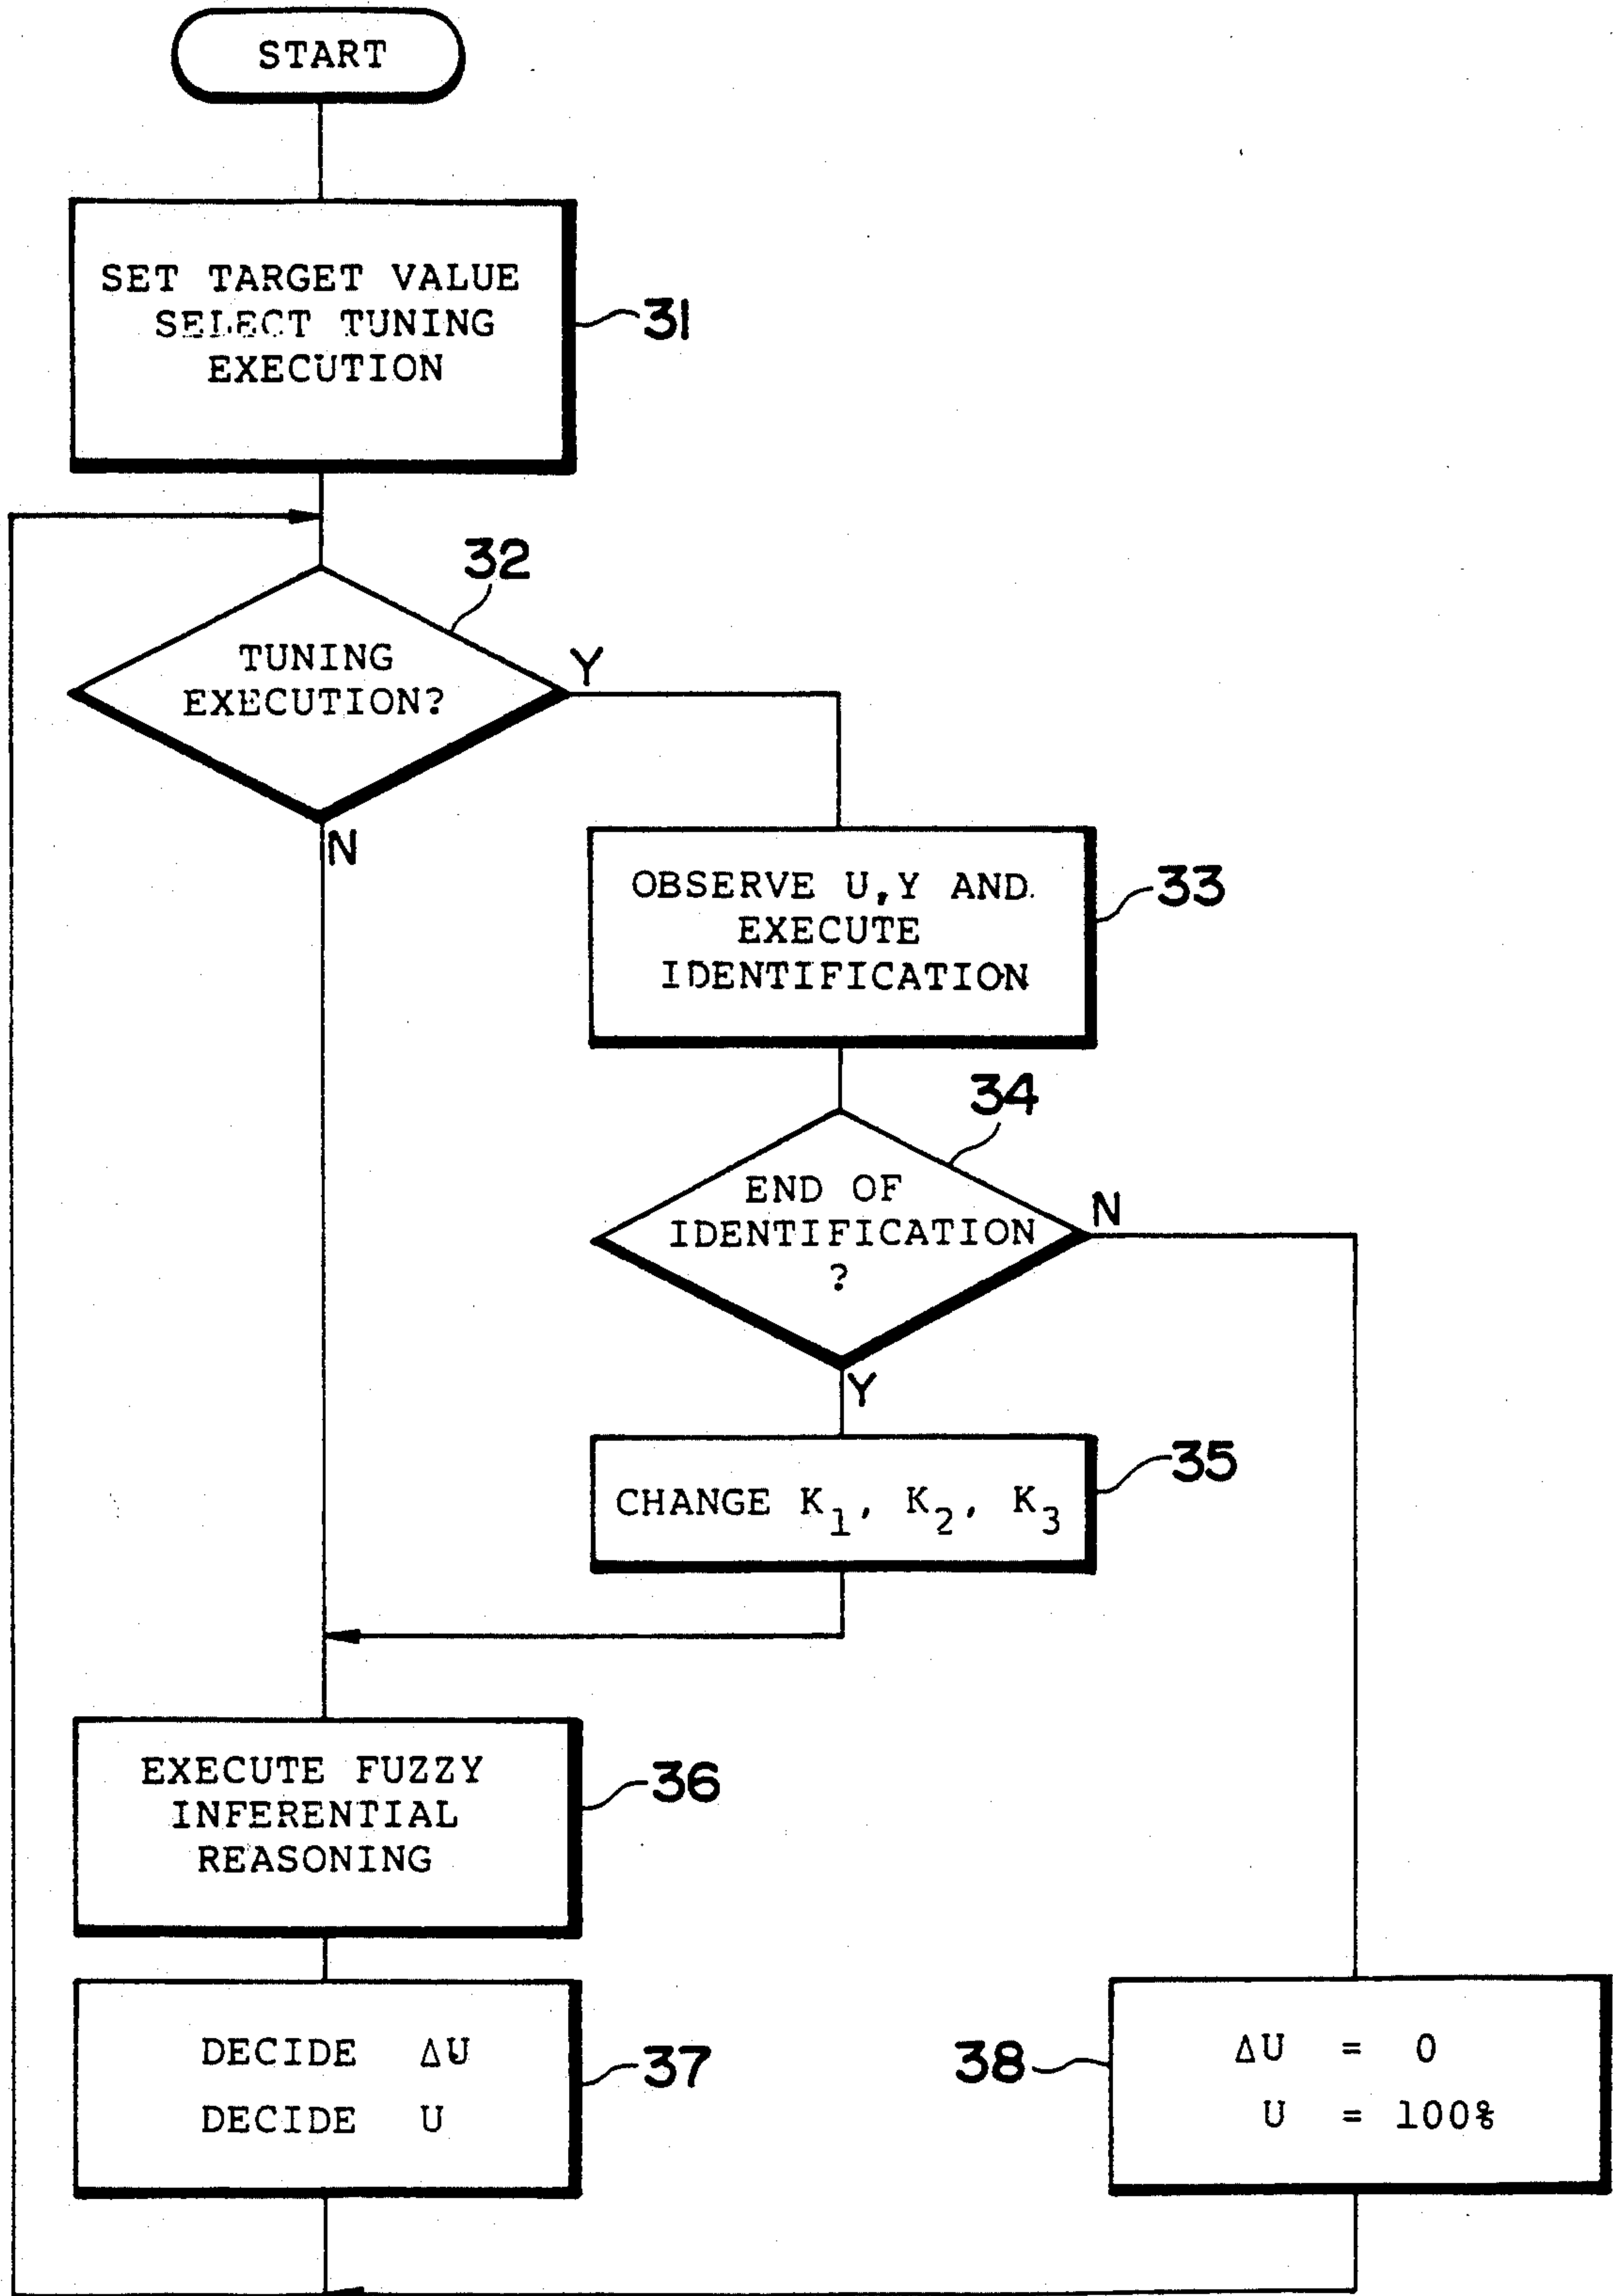 START
SET TARGET VALUE
SELECT TUNING
EXECUTION
31
32
TUNING
EXECUTION?
Y
N
OBSERVE U,Y AND
EXECUTE
IDENTIFICATION
33
34
END OF
IDENTIFICATION
?
N
Y
CHANGE K₁, K₂, K₃
35
EXECUTE FUZZY
INFERENTIAL
REASONING
36
DECIDE ΔU
DECIDE U
37
38
ΔU = 0
U = 100%